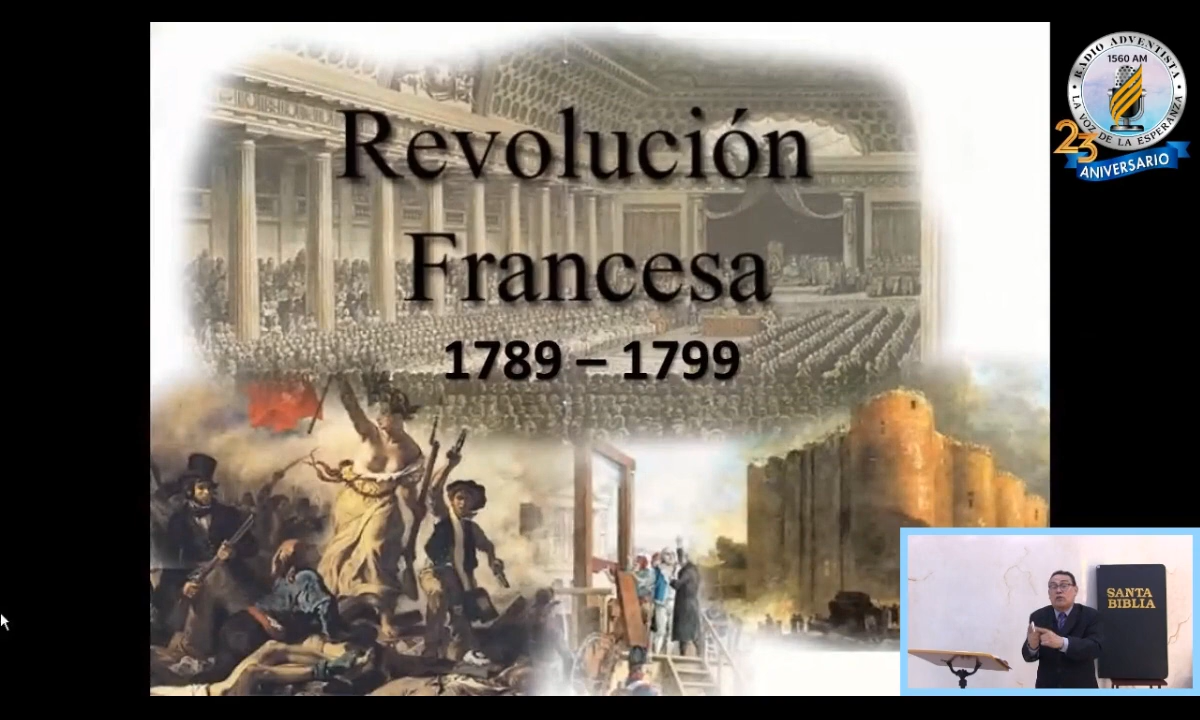 Revolución
Francesa
1789 – 1799
RADIO ADVENTISTA
1560 AM
LA VOZ DE LA ESPERANZA
23
ANIVERSARIO
SANTA
BIBLIA